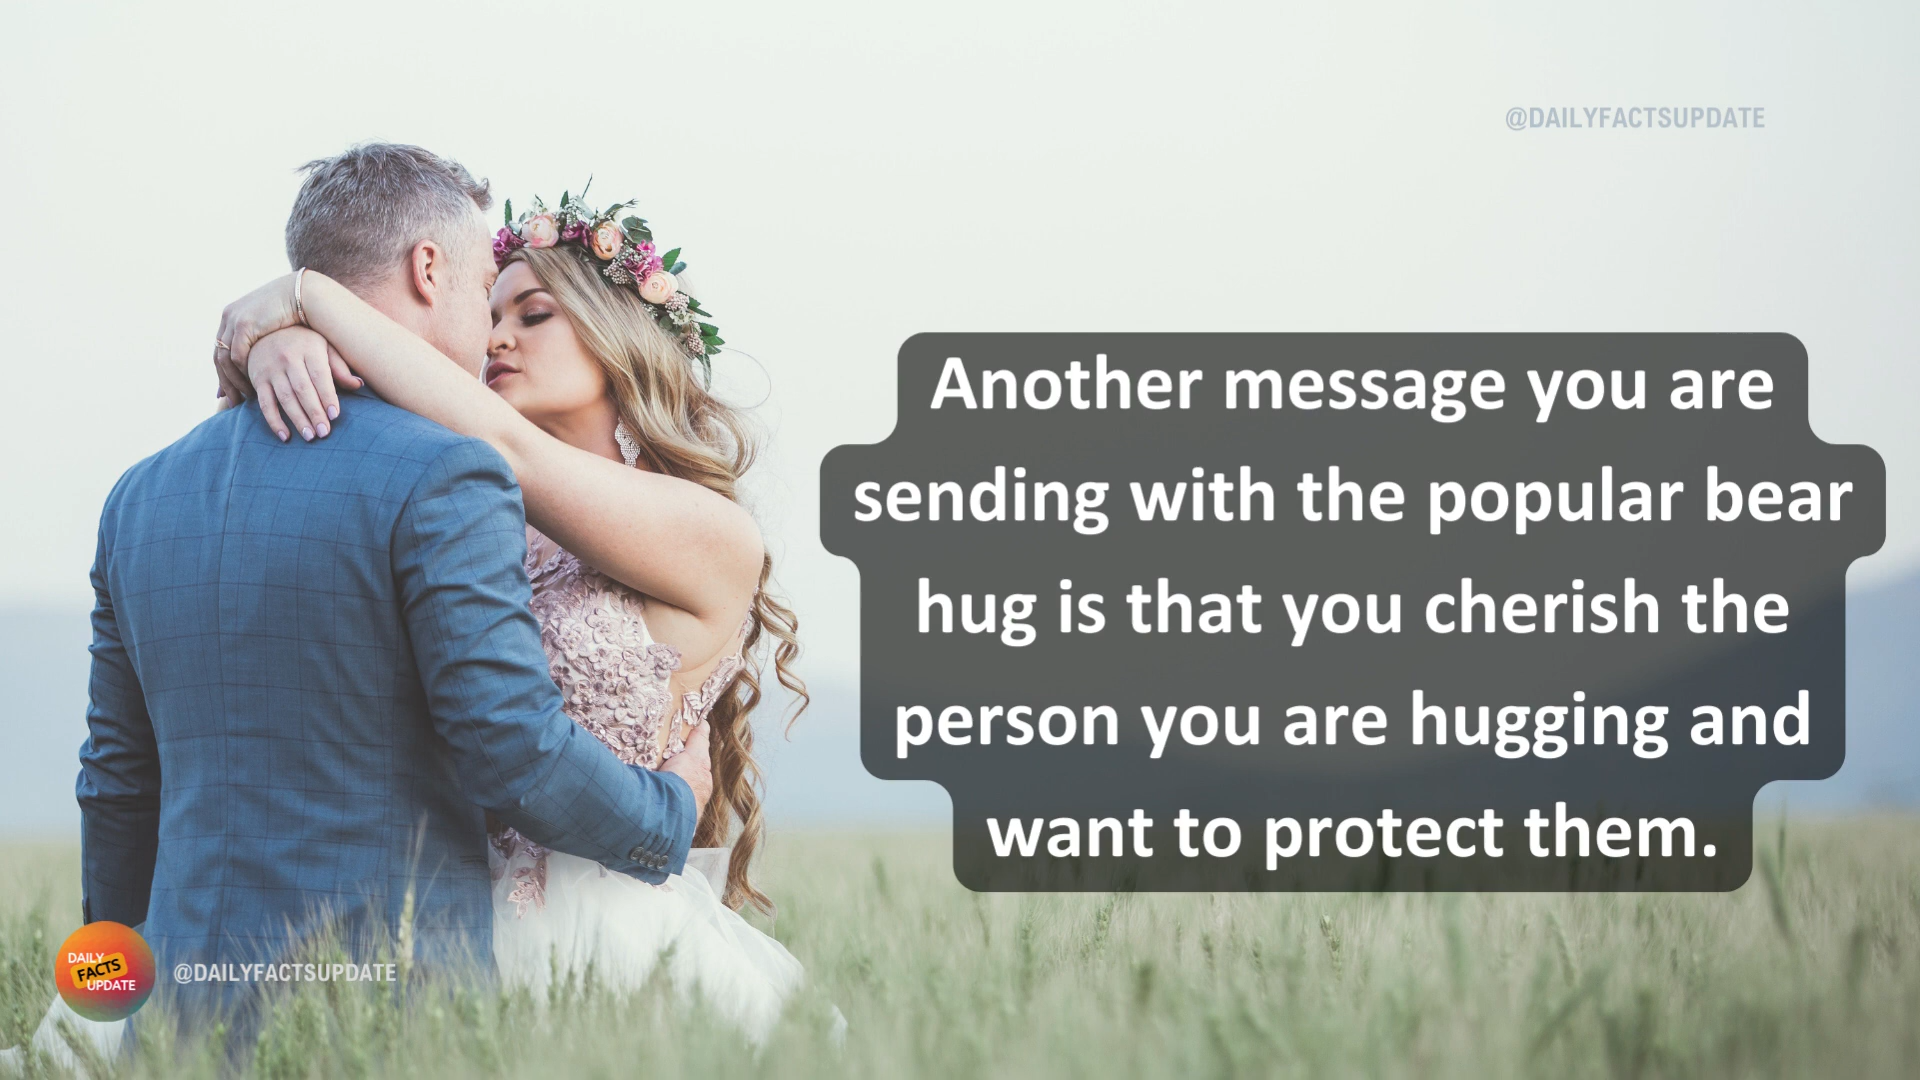 @DAILYFACTSUPDATE
Another message you are
sending with the popular bear
hug is that you cherish the
person you are hugging and
want to protect them.
DAILY
FACTS
UPDATE
@DAILYFACTSUPDATE